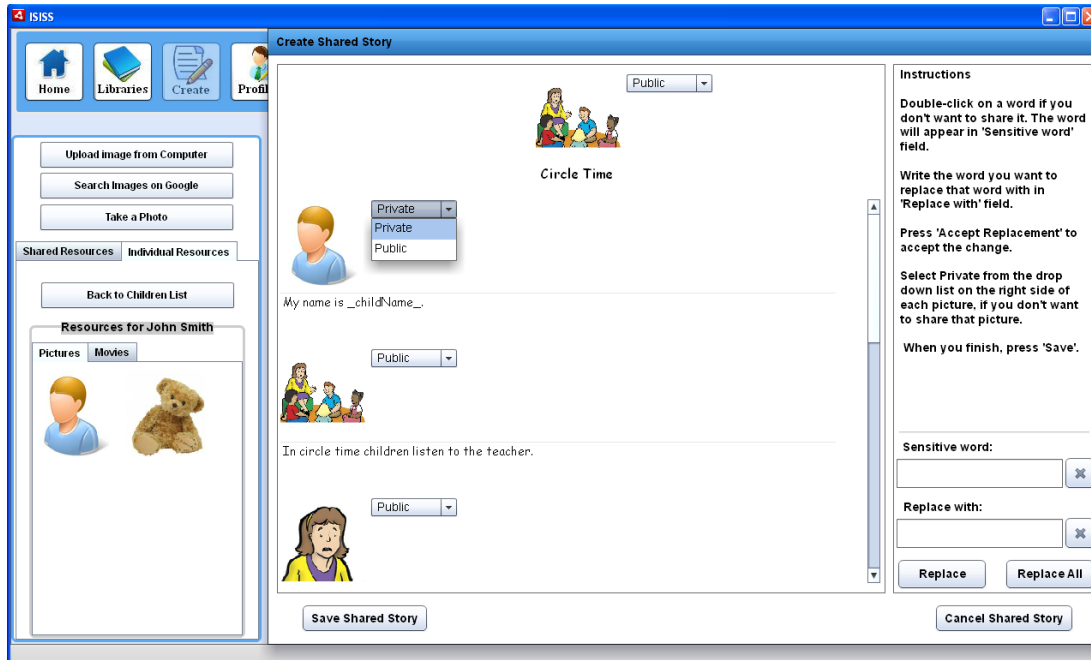 ISISS
Home
Libraries
Create
Profil
Upload image from Computer
Search Images on Google
Take a Photo
Shared Resources
Individual Resources
Back to Children List
Resources for John Smith
Pictures
Movies
Create Shared Story
Public
Circle Time
Private
Private
Public
My name is _childName_.
Public
In circle time children listen to the teacher.
Public
Save Shared Story
Instructions
Double-click on a word if you
don't want to share it. The word
will appear in 'Sensitive word'
field.
Write the word you want to
replace that word with in
'Replace with' field.
Press 'Accept Replacement' to
accept the change.
Select Private from the drop
down list on the right side of
each picture, if you don't want
to share that picture.
When you finish, press 'Save'.
Sensitive word:
Replace with:
Replace
Replace All
Cancel Shared Story